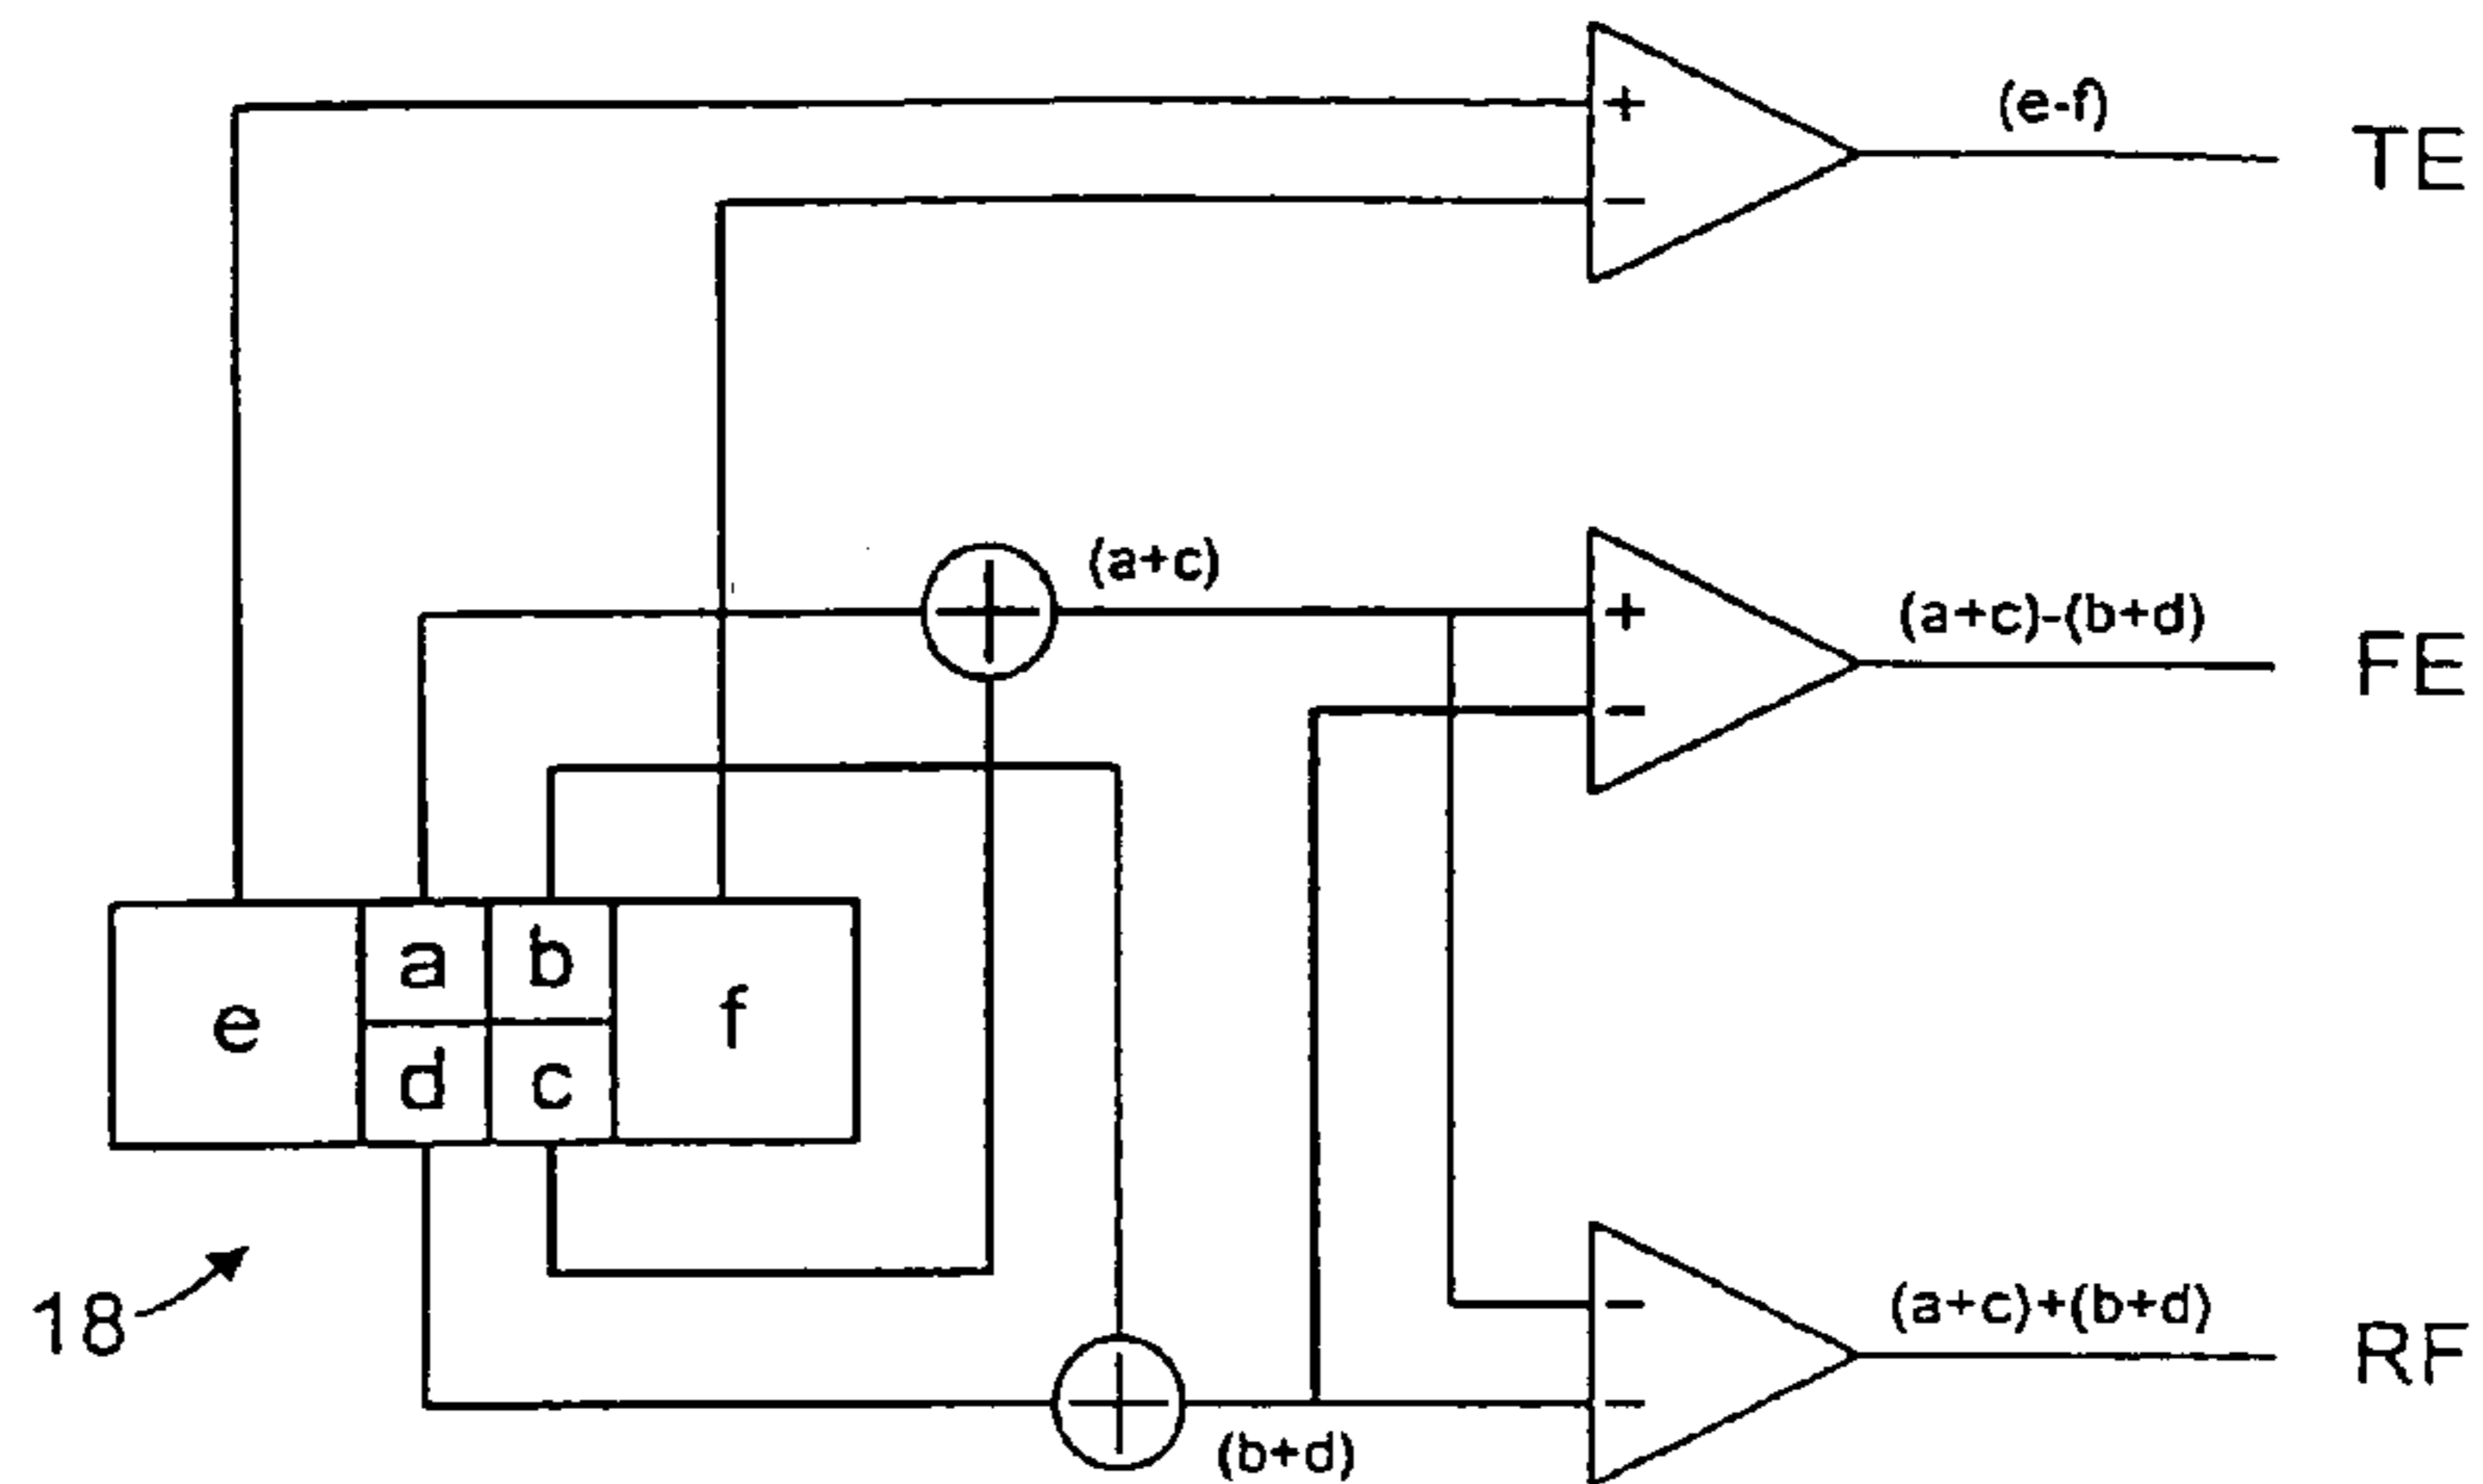 (e-f)
TE
+
−
(a+c)
+
−
(a+c)-(b+d)
FE
e
a
b
f
d
c
18
−
−
(a+c)+(b+d)
RF
(b+d)